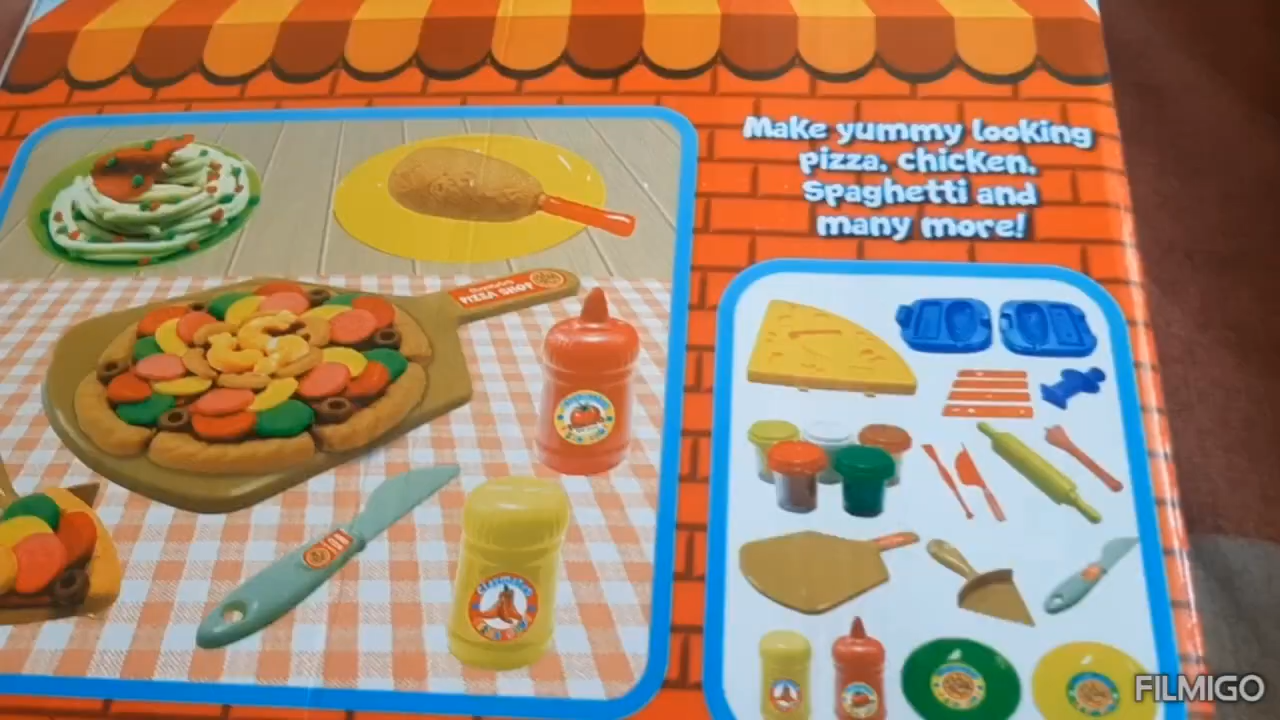 Make yummy looking
pizza, chicken,
Spaghetti and
many more!
PIZZA SHOP
FILMIGO